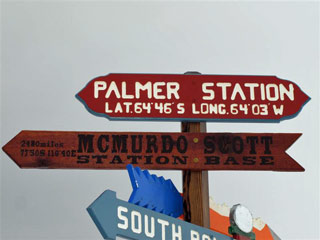 PALMER STATION
LAT.64°46'S LONG.64°03'W
MCMURDO SCOTT
STATION BASE
SOUTH